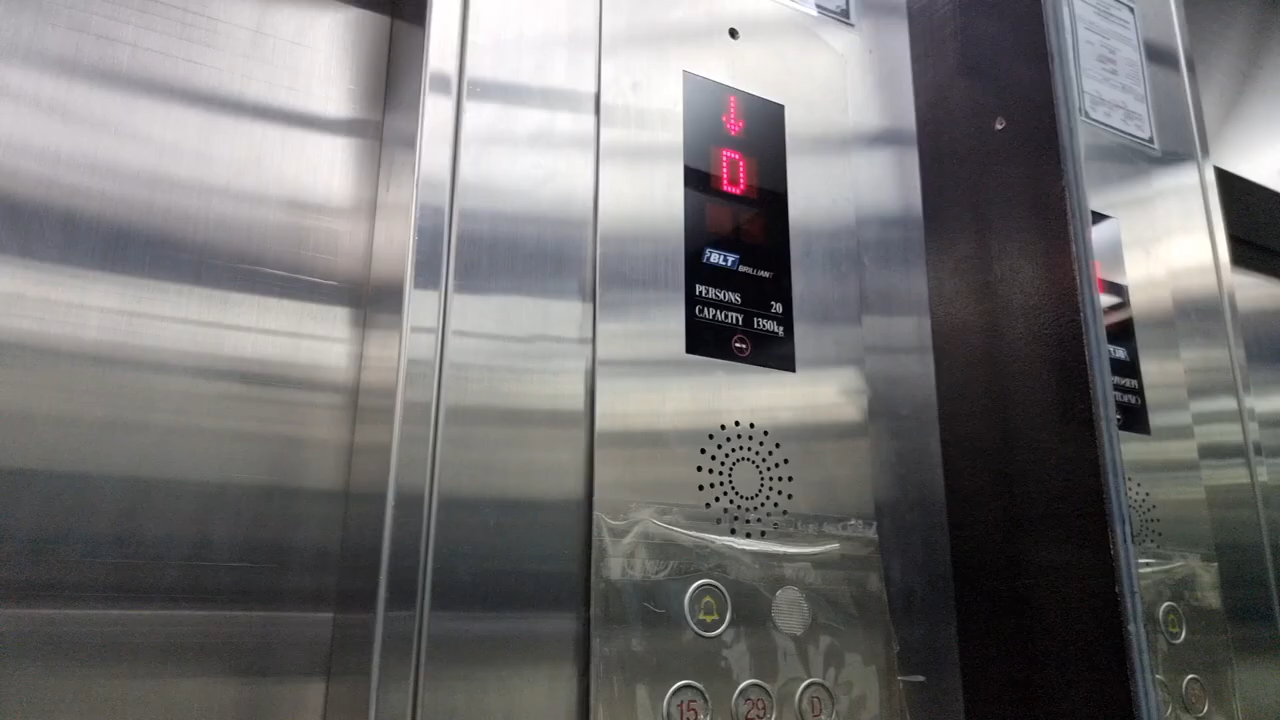 D
BLT BRILLIANT
PERSONS 20
CAPACITY 1350kg
15 29 D